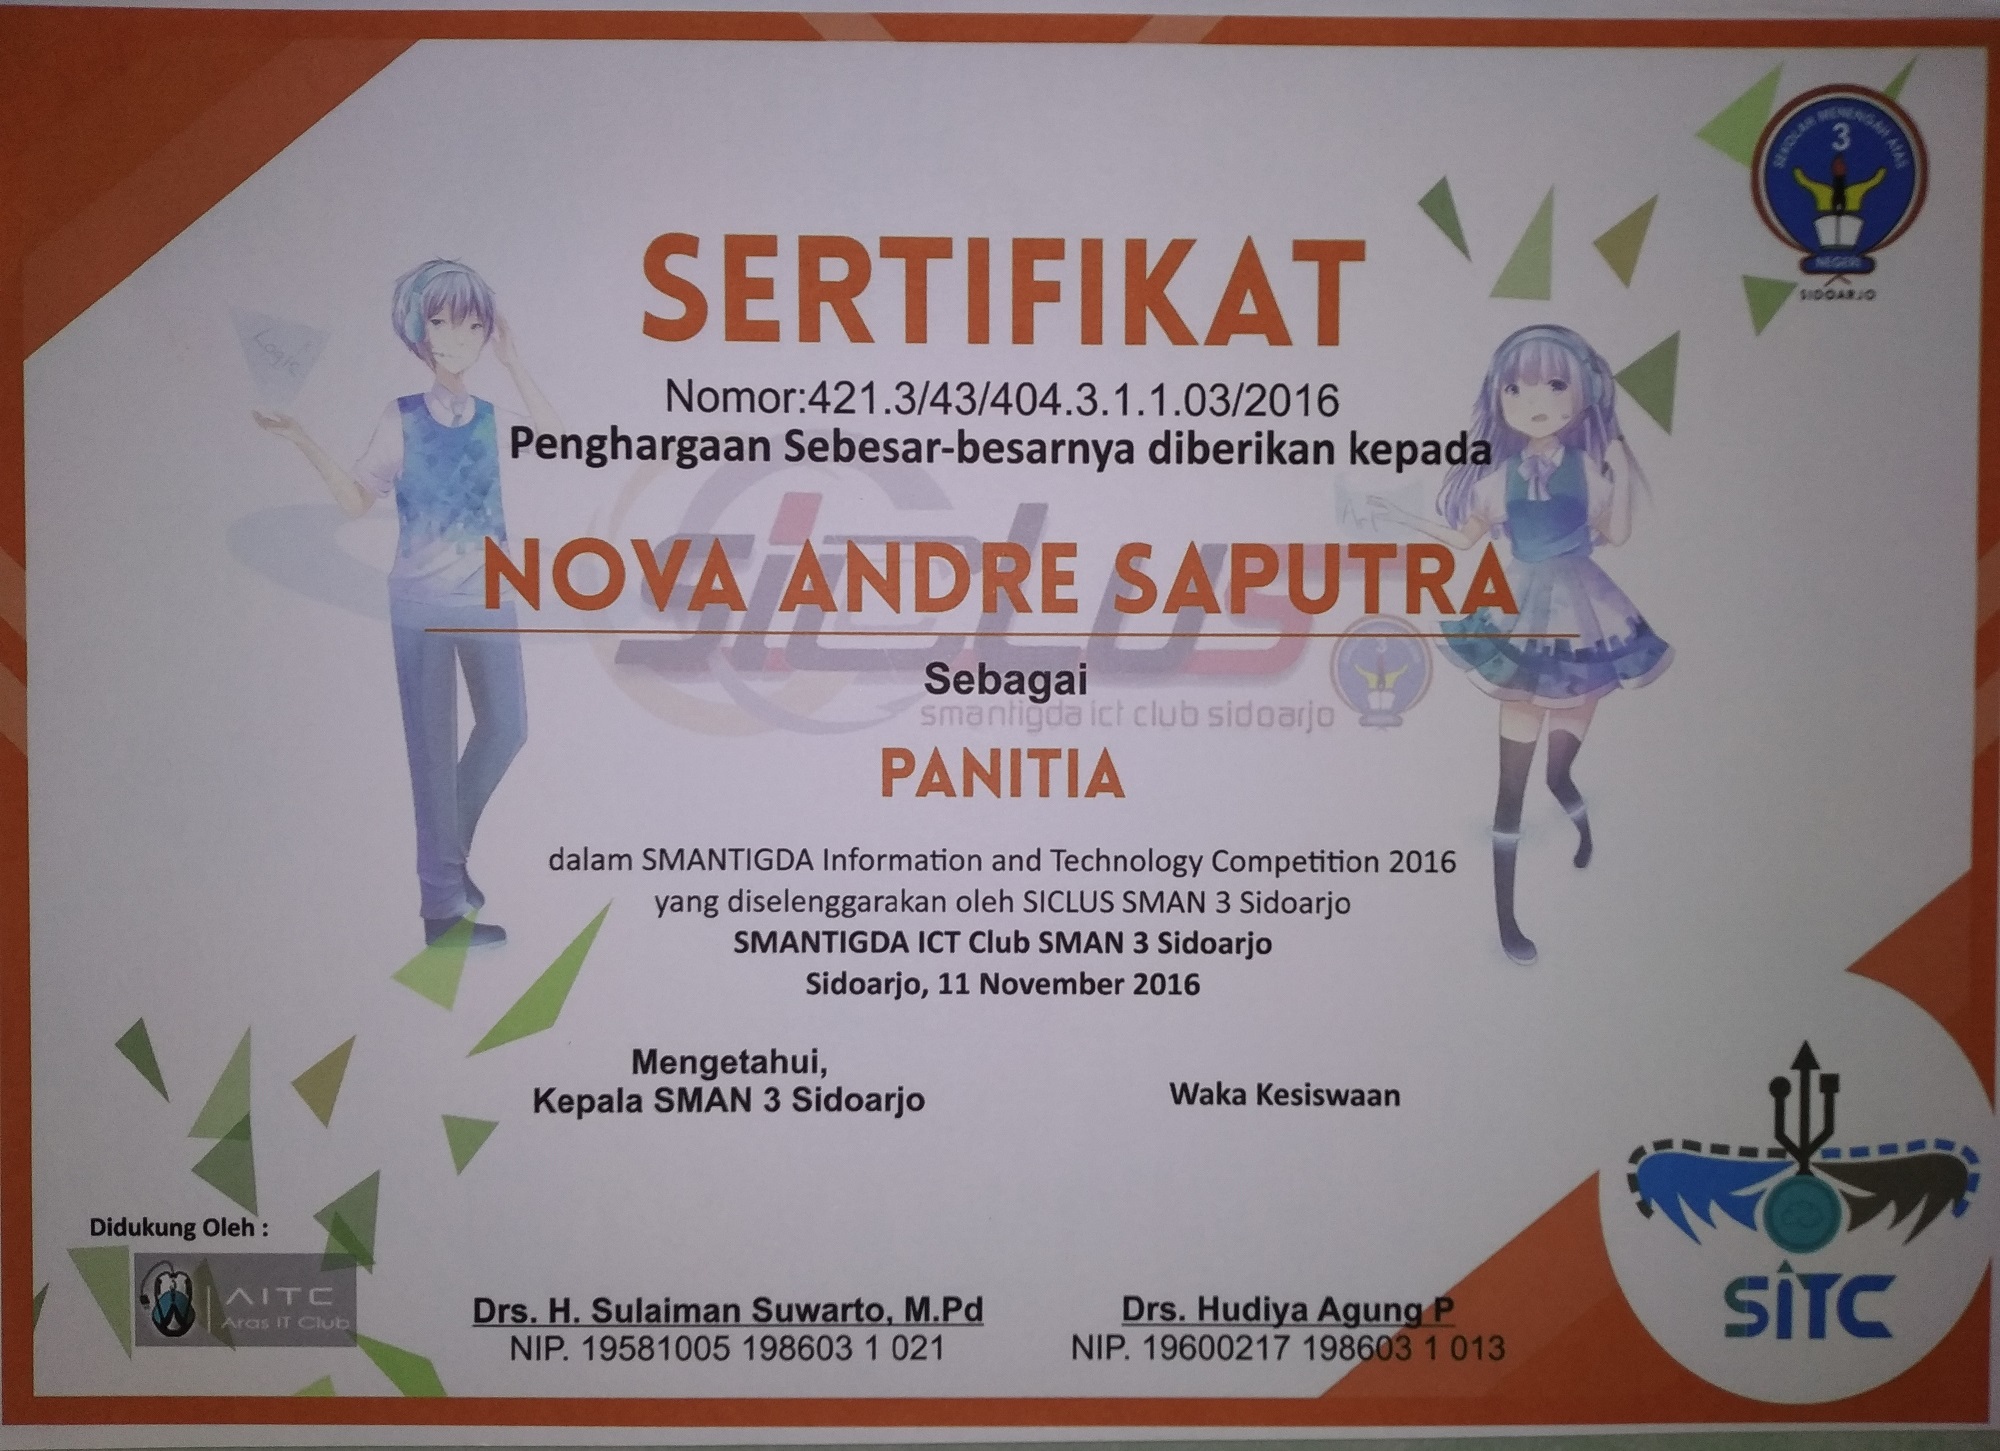 SEKOLAH MENENGAH ATAS
3
NEGERI
SIDOARJO
SERTIFIKAT
Nomor:421.3/43/404.3.1.1.03/2016
Penghargaan Sebesar-besarnya diberikan kepada
Logic
Art
NOVA ANDRE SAPUTRA
SiCLUS
Sebagai
smantigda ict club sidoarjo
3
PANITIA
dalam SMANTIGDA Information and Technology Competition 2016
yang diselenggarakan oleh SICLUS SMAN 3 Sidoarjo
SMANTIGDA ICT Club SMAN 3 Sidoarjo
Sidoarjo, 11 November 2016
Mengetahui,
Kepala SMAN 3 Sidoarjo
Waka Kesiswaan
Didukung Oleh :
AITC
Aras IT Club
Drs. H. Sulaiman Suwarto, M.Pd
NIP. 19581005 198603 1 021
Drs. Hudiya Agung P
NIP. 19600217 198603 1 013
SiTC